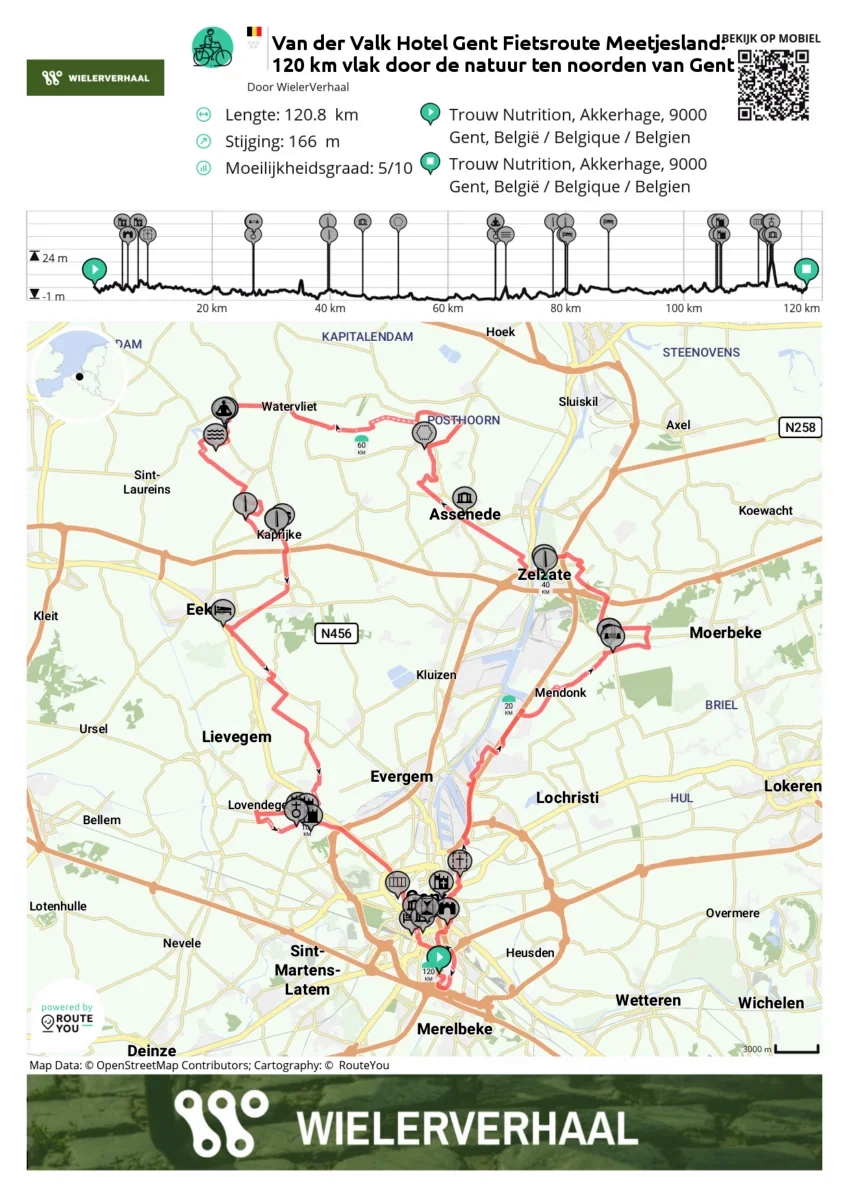 Van der Valk Hotel Gent Fietsroute Meetjesland:
120 km vlak door de natuur ten noorden van Gent
BEKIJK OP MOBIEL
WIELERVERHAAL
Door WielerVerhaal
Lengte: 120.8 km
Stijging: 166 m
Moeilijkheidsgraad: 5/10
Trouw Nutrition, Akkerhage, 9000
Gent, België / Belgique / Belgien
Trouw Nutrition, Akkerhage, 9000
Gent, België / Belgique / Belgien
24 m
-1 m
20 km
40 km
60 km
80 km
100 km
120 km
DAM
KAPITALENDAM
Hoek
STEENOVENS
Sluiskil
Watervliet
POSTHOORN
Axel
N258
60
KM
Sint-
Laureins
Assenede
Koewacht
Kaprijke
Zelzate
40
KM
Eek
Kleit
N456
Moerbeke
Kluizen
Mendonk
20
KM
BRIEL
Ursel
Lievegem
Evergem
Lokeren
Lovendege
Lochristi
HUL
Bellem
Lotenhulle
Overmere
Nevele
Sint-
Martens-
Latem
Heusden
120
KM
Wetteren
Wichelen
Merelbeke
powered by
ROUTE
YOU
Deinze
3000 m
Map Data: © OpenStreetMap Contributors; Cartography: © RouteYou
WIELERVERHAAL